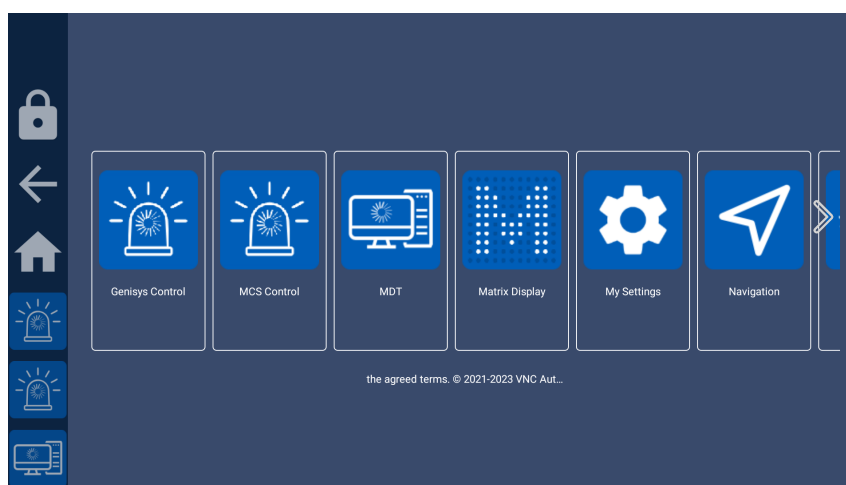 Genisys Control
MCS Control
MDT
Matrix Display
My Settings
Navigation
the agreed terms. © 2021-2023 VNC Aut...